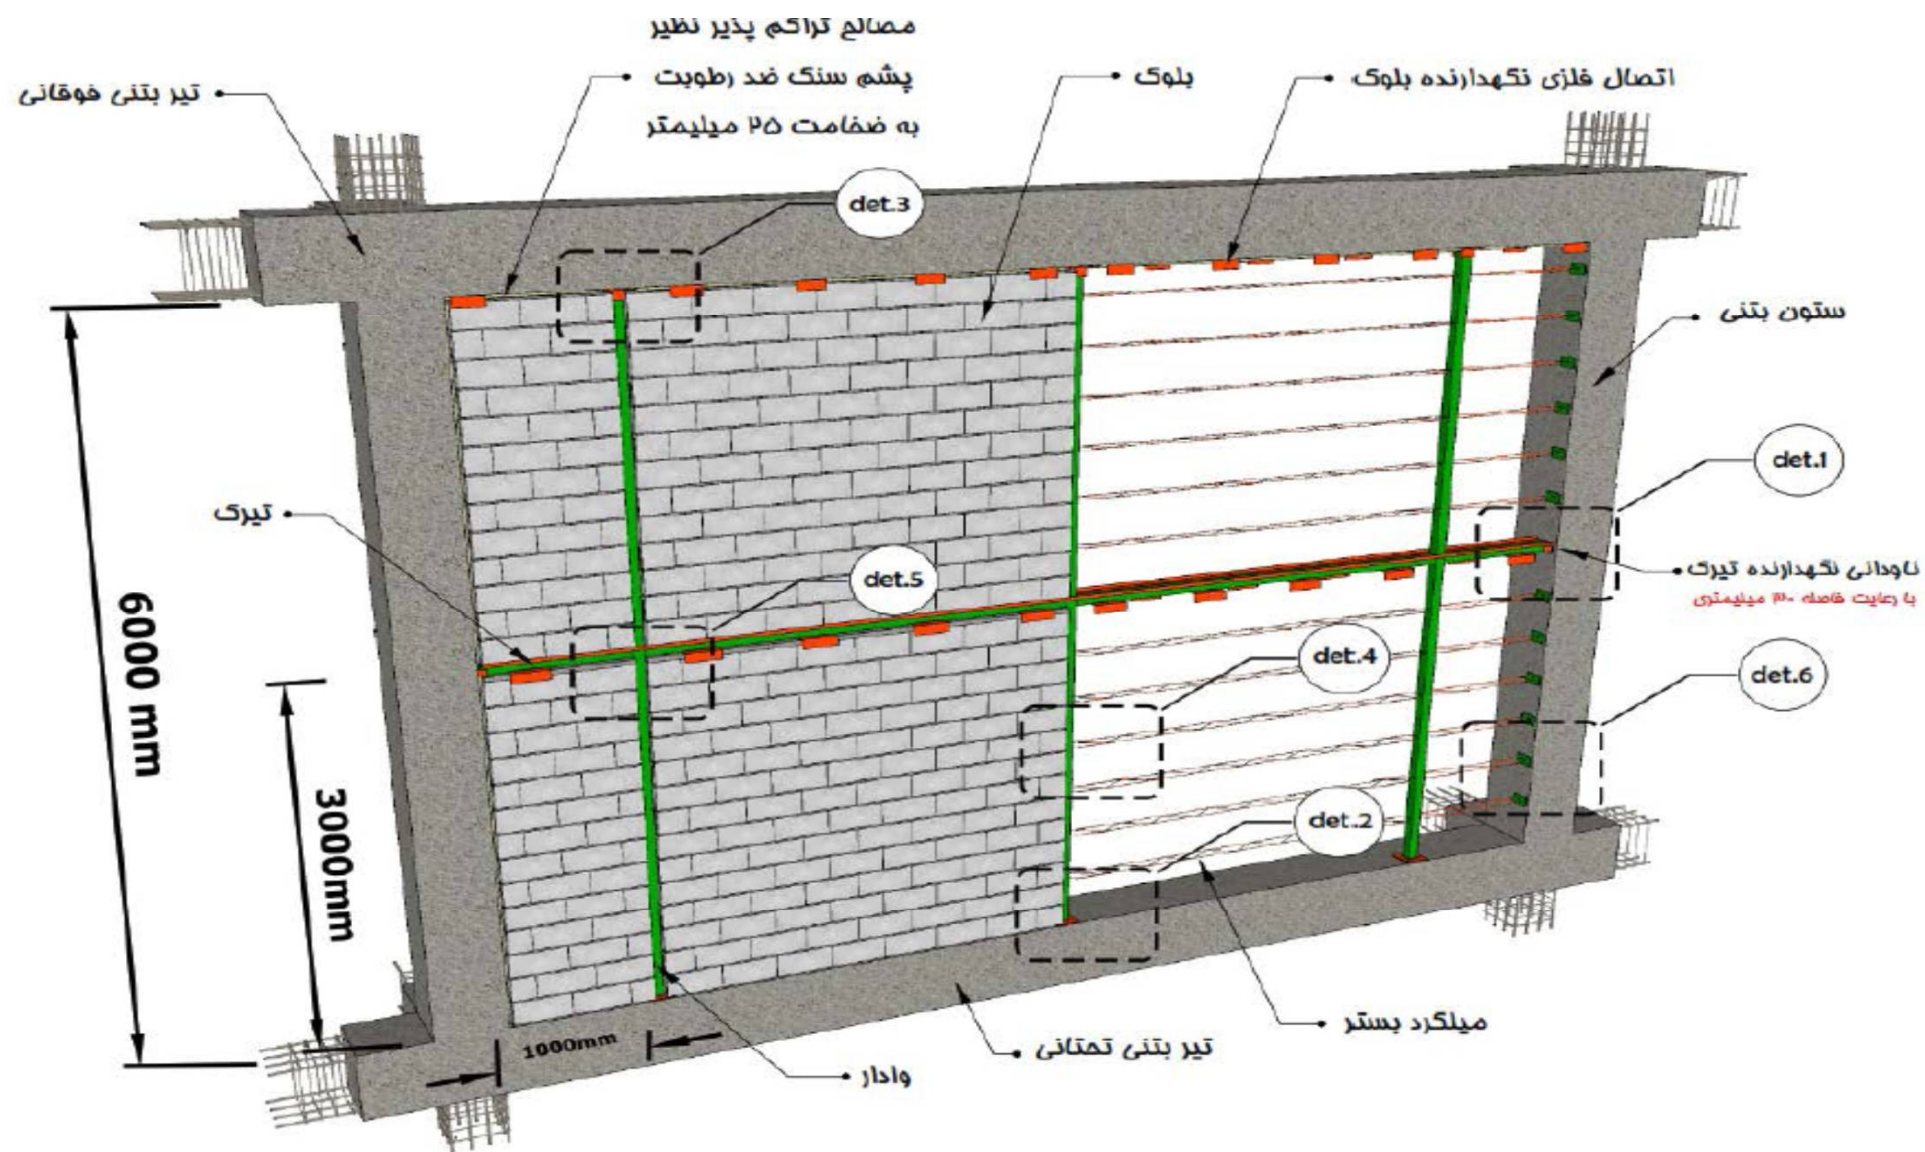 مصالح تراکم پذیر نظیر
پشم سنگ ضد رطوبت
به ضخامت ۲۵ میلیمتر
بلوک
اتصال فلزی نگهدارنده بلوک
تیر بتنی فوقانی
det.3
ستون بتنی
det.1
تیرک
det.5
ناودانی نگهدارنده تیرک
با رعایت فاصله ۳۰ میلیمتری
6000 mm
det.4
det.6
3000mm
det.2
میلگرد بستر
1000mm
تیر بتنی تحتانی
وادار